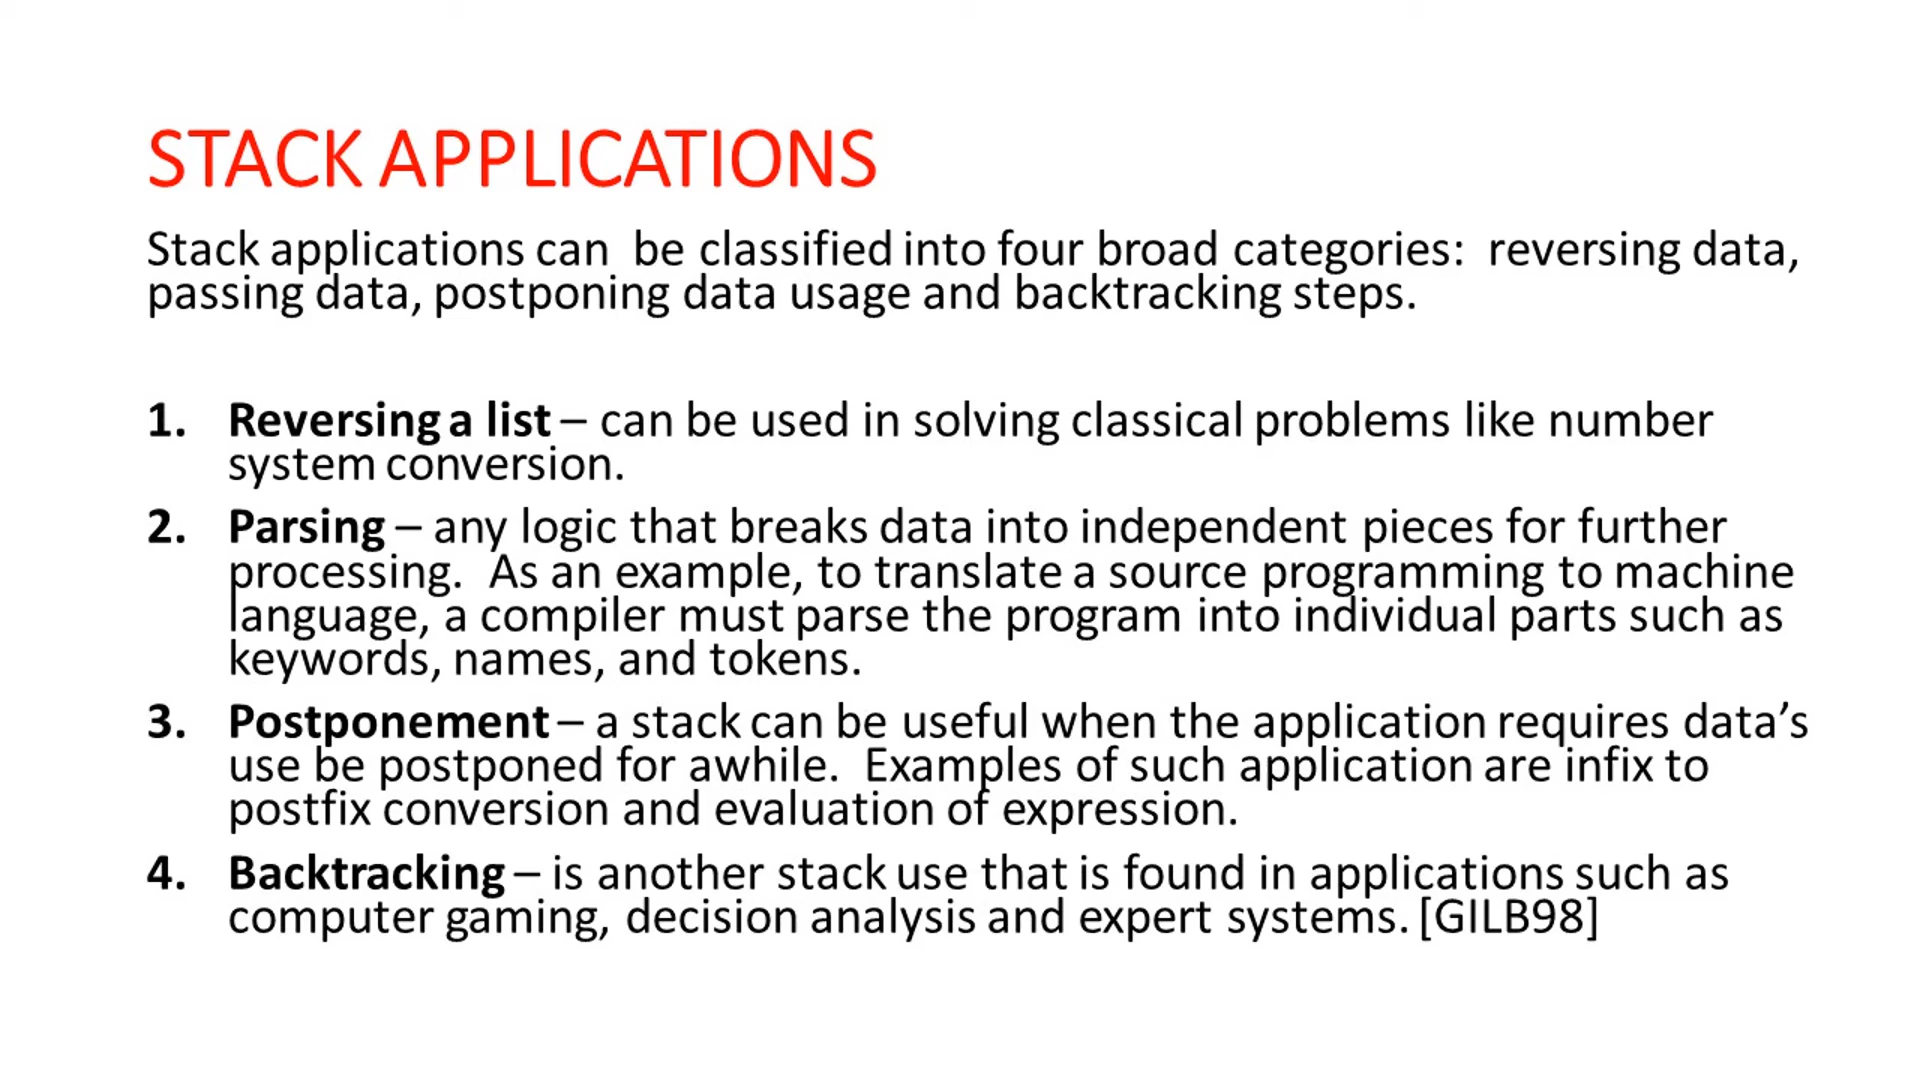 STACK APPLICATIONS
Stack applications can  be classified into four broad categories:  reversing data,
passing data, postponing data usage and backtracking steps.
1. Reversing a list – can be used in solving classical problems like number
system conversion.
2. Parsing – any logic that breaks data into independent pieces for further
processing.  As an example, to translate a source programming to machine
language, a compiler must parse the program into individual parts such as
keywords, names, and tokens.
3. Postponement – a stack can be useful when the application requires data’s
use be postponed for awhile.  Examples of such application are infix to
postfix conversion and evaluation of expression.
4. Backtracking – is another stack use that is found in applications such as
computer gaming, decision analysis and expert systems. [GILB98]